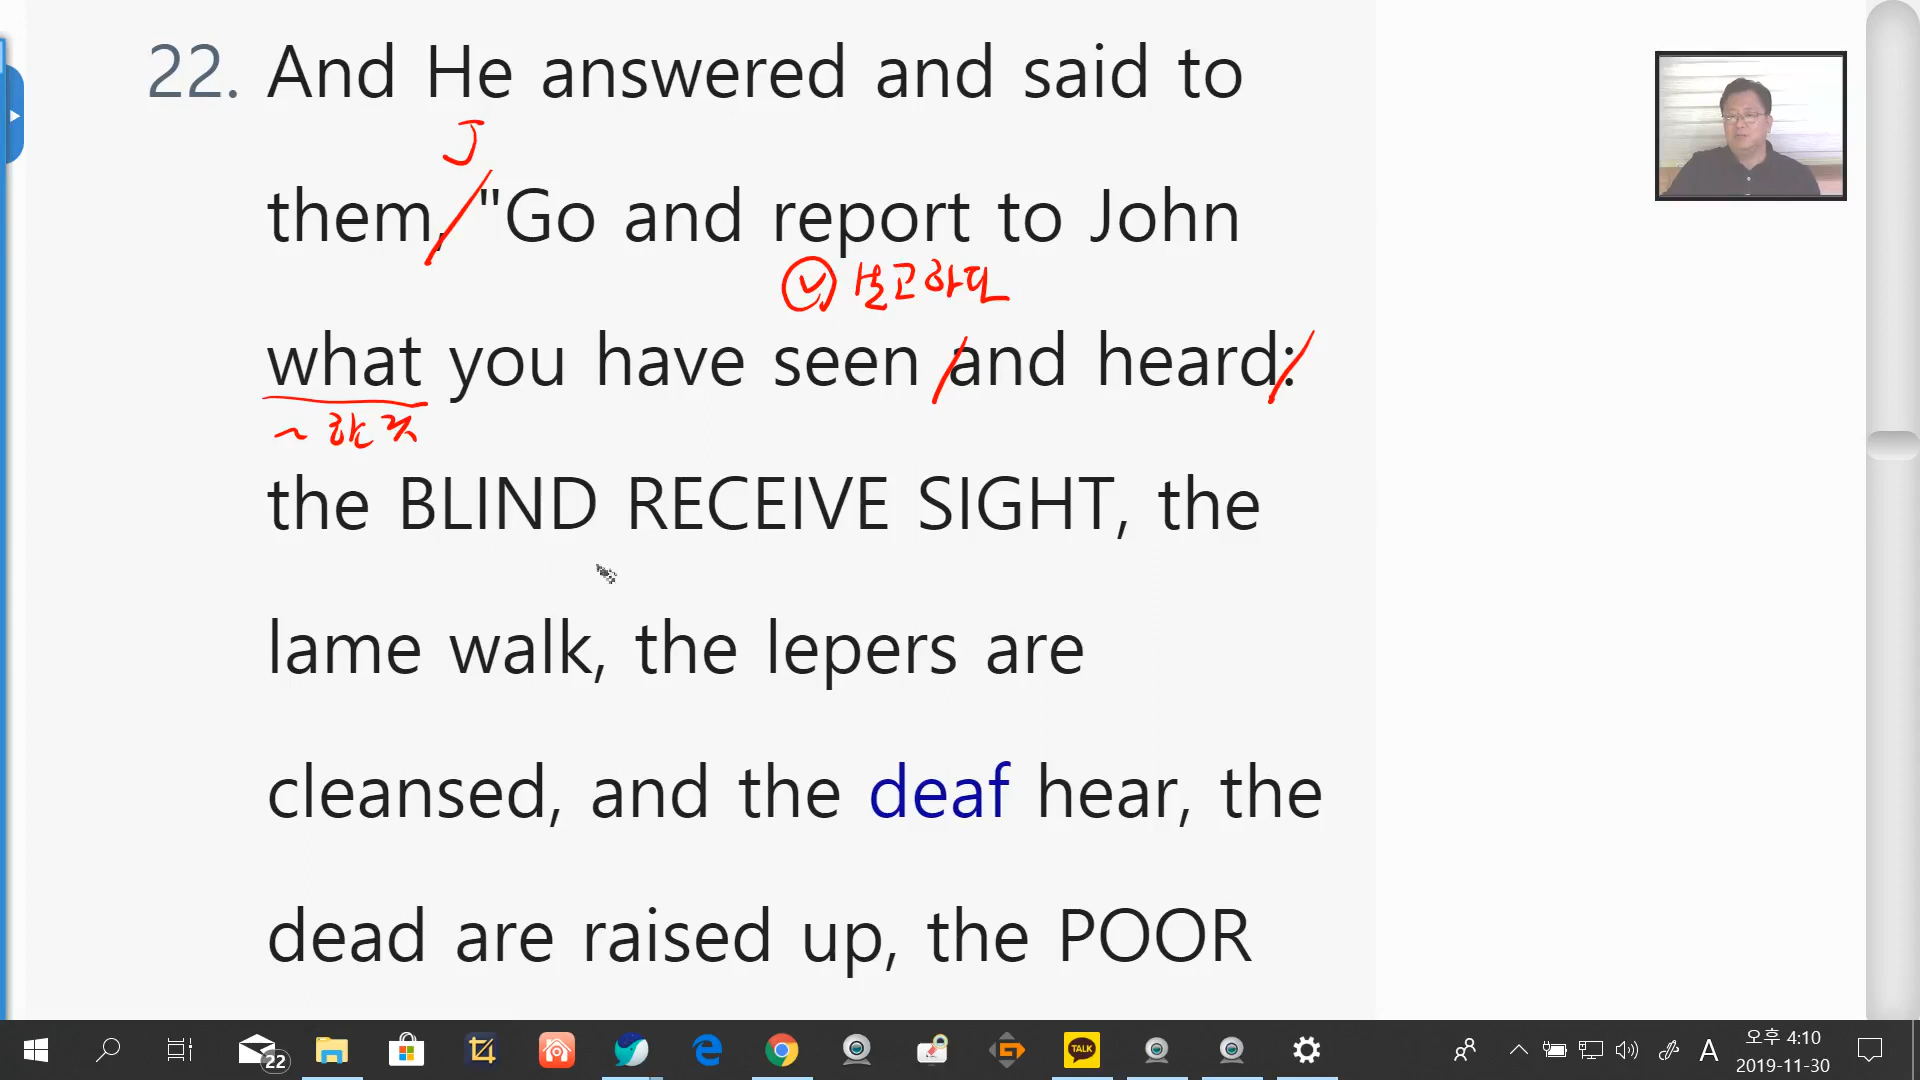 22. And He answered and said to
J
them, "Go and report to John
V 보고하다
what you have seen and heard:
~ 한 것
the BLIND RECEIVE SIGHT, the
lame walk, the lepers are
cleansed, and the deaf hear, the
dead are raised up, the POOR
22
TALK
A
오후 4:10
2019-11-30